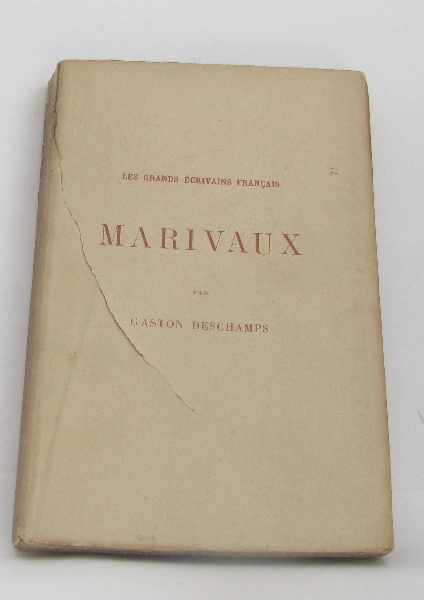 LES GRANDS ÉCRIVAINS FRANÇAIS
MARIVAUX
PAR
GASTON DESCHAMPS